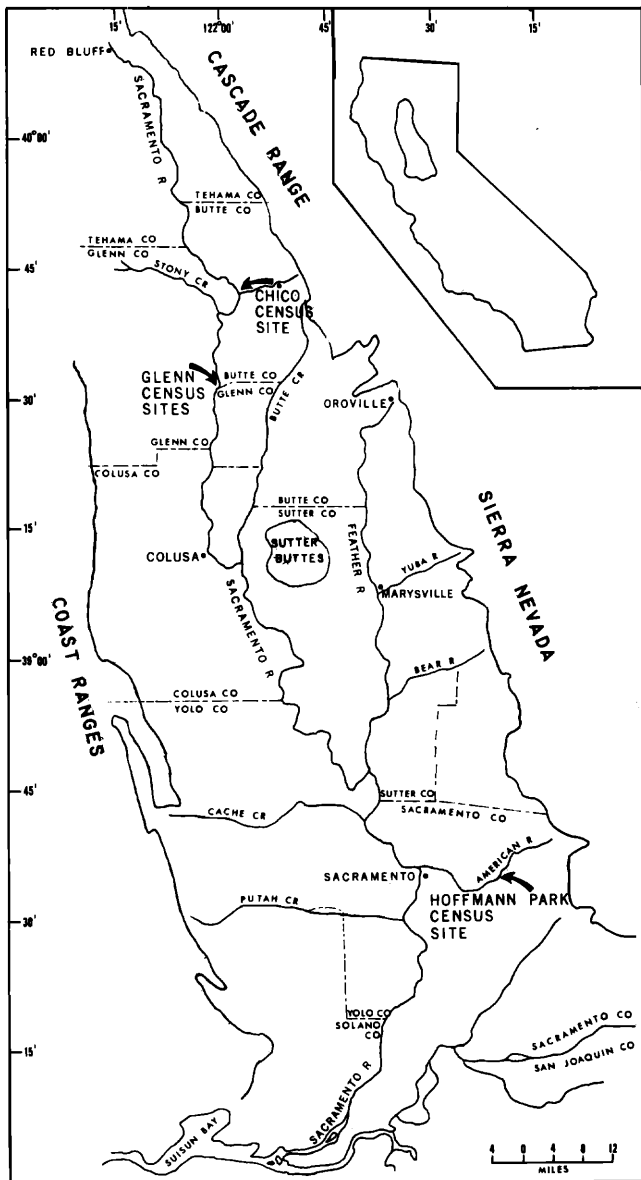 15'
122°00'
45'
30'
15'
RED BLUFF
CASCADE RANGE
SACRAMENTO R
40°00'
TEHAMA CO
BUTTE CO
TEHAMA CO
GLENN CO
45'
STONY CR
CHICO
CENSUS
SITE
GLENN
CENSUS
SITES
BUTTE CO
GLENN CO
BUTTE CR
30'
OROVILLE
GLENN CO
COLUSA CO
BUTTE CO
SUTTER CO
SIERRA NEVADA
15'
COLUSA
SUTTER
BUTTES
FEATHER R
YUBA R
MARYSVILLE
SACRAMENTO R
COAST RANGES
39°00'
BEAR R
COLUSA CO
YOLO CO
45'
SUTTER CO
SACRAMENTO CO
CACHE CR
AMERICAN R
SACRAMENTO
HOFFMANN PARK
CENSUS
SITE
PUTAH CR
30'
YOLO CO
SOLANO
CO
SACRAMENTO CO
SAN JOAQUIN CO
15'
SACRAMENTO R
SUISUN BAY
4 0 4 8 12
MILES